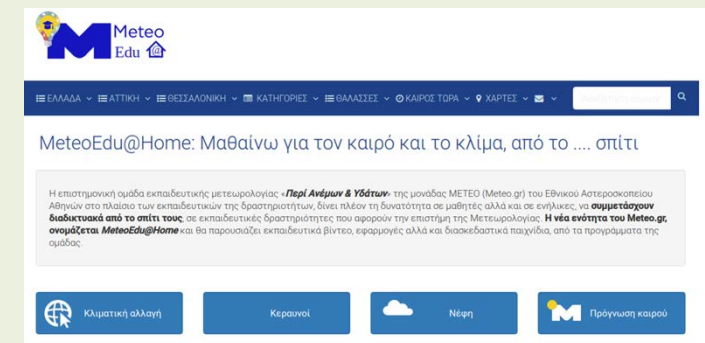 Meteo
Edu @
ΕΛΛΑΔΑ ΑΤΤΙΚΗ ΘΕΣΣΑΛΟΝΙΚΗ ΚΑΤΗΓΟΡΙΕΣ ΘΑΛΑΣΣΕΣ ΚΑΙΡΟΣ ΤΩΡΑ ΧΑΡΤΕΣ
MeteoEdu@Home: Μαθαίνω για τον καιρό και το κλίμα, από το .... σπίτι
Η επιστημονική ομάδα εκπαιδευτικής μετεωρολογίας «Περί Ανέμων & Υδάτων» της μονάδας ΜΕΤΕΟ (Meteo.gr) του Εθνικού Αστεροσκοπείου
Αθηνών στο πλαίσιο των εκπαιδευτικών της δραστηριοτήτων, δίνει πλέον τη δυνατότητα σε μαθητές αλλά και σε ενήλικες, να συμμετάσχουν
διαδικτυακά από το σπίτι τους, σε εκπαιδευτικές δραστηριότητες που αφορούν την επιστήμη της Μετεωρολογίας. Η νέα ενότητα του Meteo.gr,
ονομάζεται MeteoEdu@Home και θα παρουσιάζει εκπαιδευτικά βίντεο, εφαρμογές αλλά και διασκεδαστικά παιχνίδια, από τα προγράμματα της
ομάδας.
Κλιματική αλλαγή Κεραυνοί Νέφη Πρόγνωση καιρού